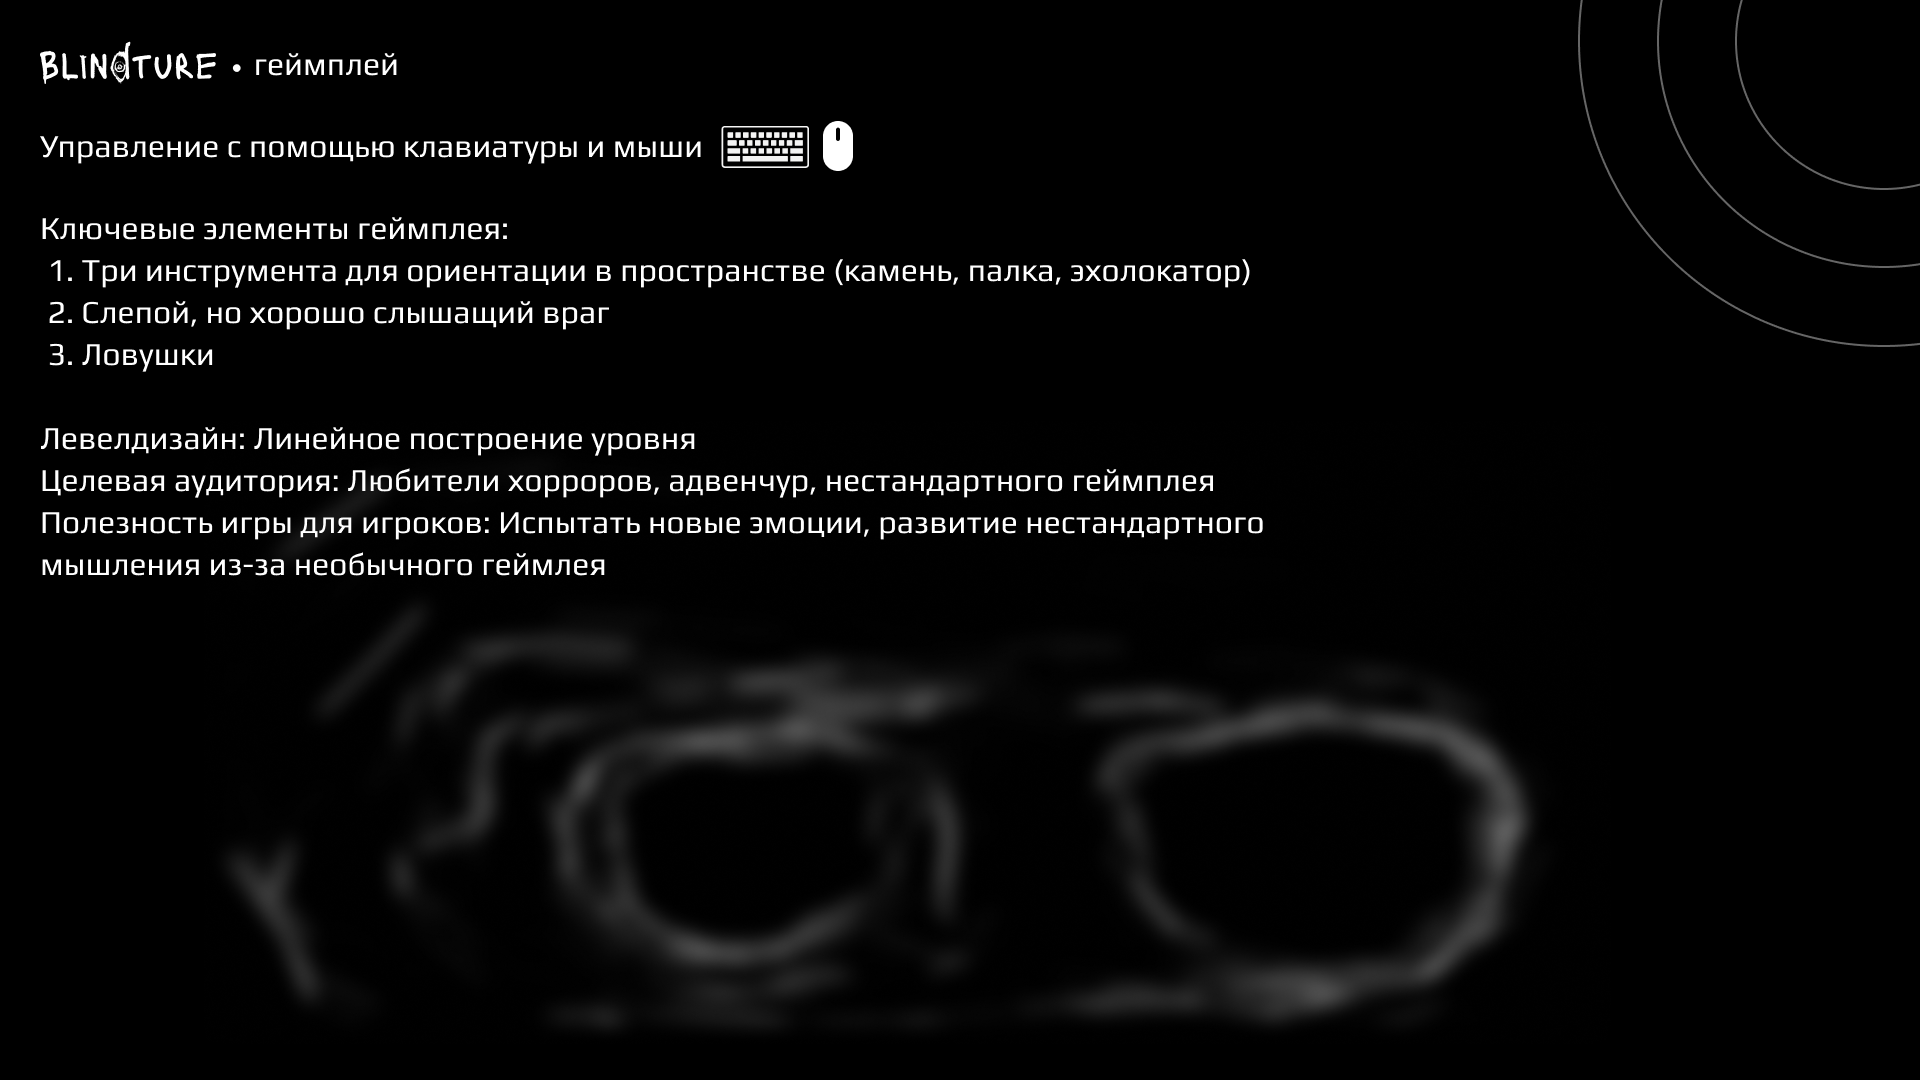 BLINdTURE • геймплей
Управление с помощью клавиатуры и мыши
Ключевые элементы геймплея:
1. Три инструмента для ориентации в пространстве (камень, палка, эхолокатор)
2. Слепой, но хорошо слышащий враг
3. Ловушки
Левелдизайн: Линейное построение уровня
Целевая аудитория: Любители хорроров, адвенчур, нестандартного геймплея
Полезность игры для игроков: Испытать новые эмоции, развитие нестандартного
мышления из-за необычного геймлея